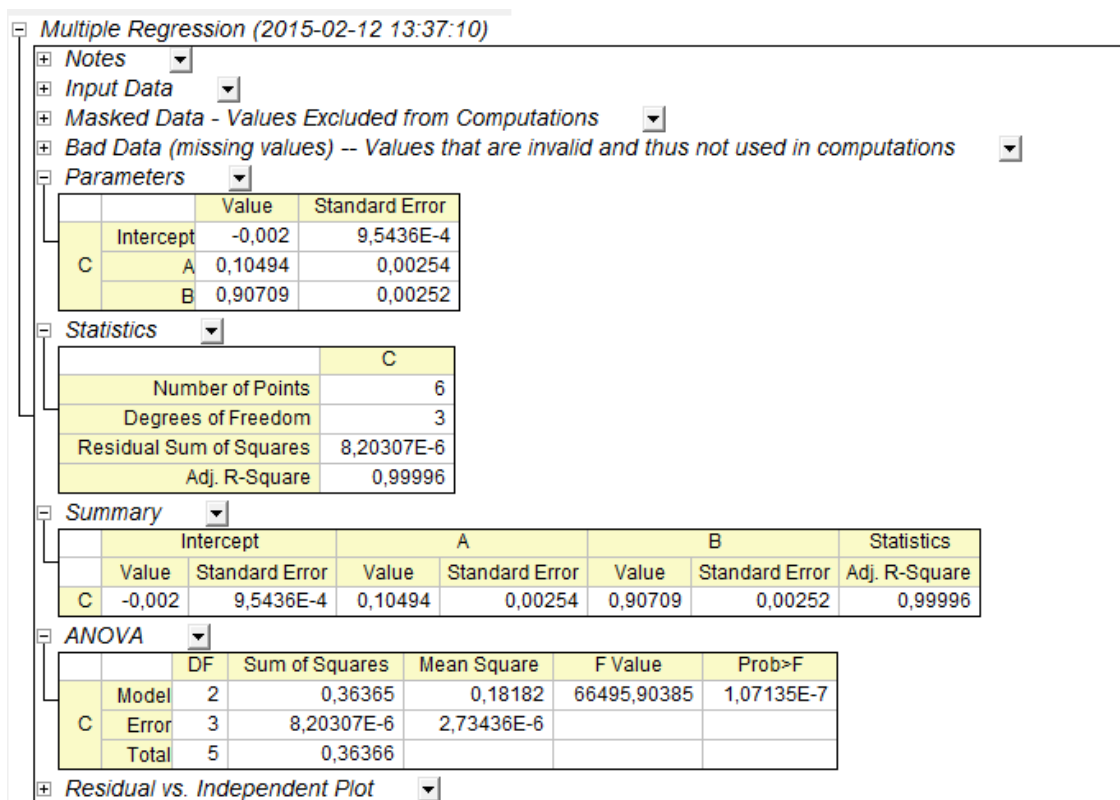 Multiple Regression (2015-02-12 13:37:10)
Notes
Input Data
Masked Data - Values Excluded from Computations
Bad Data (missing values) -- Values that are invalid and thus not used in computations
Parameters
Value Standard Error
Intercept -0,002 9,5436E-4
C A 0,10494 0,00254
B 0,90709 0,00252
Statistics
C
Number of Points 6
Degrees of Freedom 3
Residual Sum of Squares 8,20307E-6
Adj. R-Square 0,99996
Summary
Intercept A B Statistics
Value Standard Error Value Standard Error Value Standard Error Adj. R-Square
C -0,002 9,5436E-4 0,10494 0,00254 0,90709 0,00252 0,99996
ANOVA
DF Sum of Squares Mean Square F Value Prob>F
Model 2 0,36365 0,18182 66495,90385 1,07135E-7
C Error 3 8,20307E-6 2,73436E-6
Total 5 0,36366
Residual vs. Independent Plot